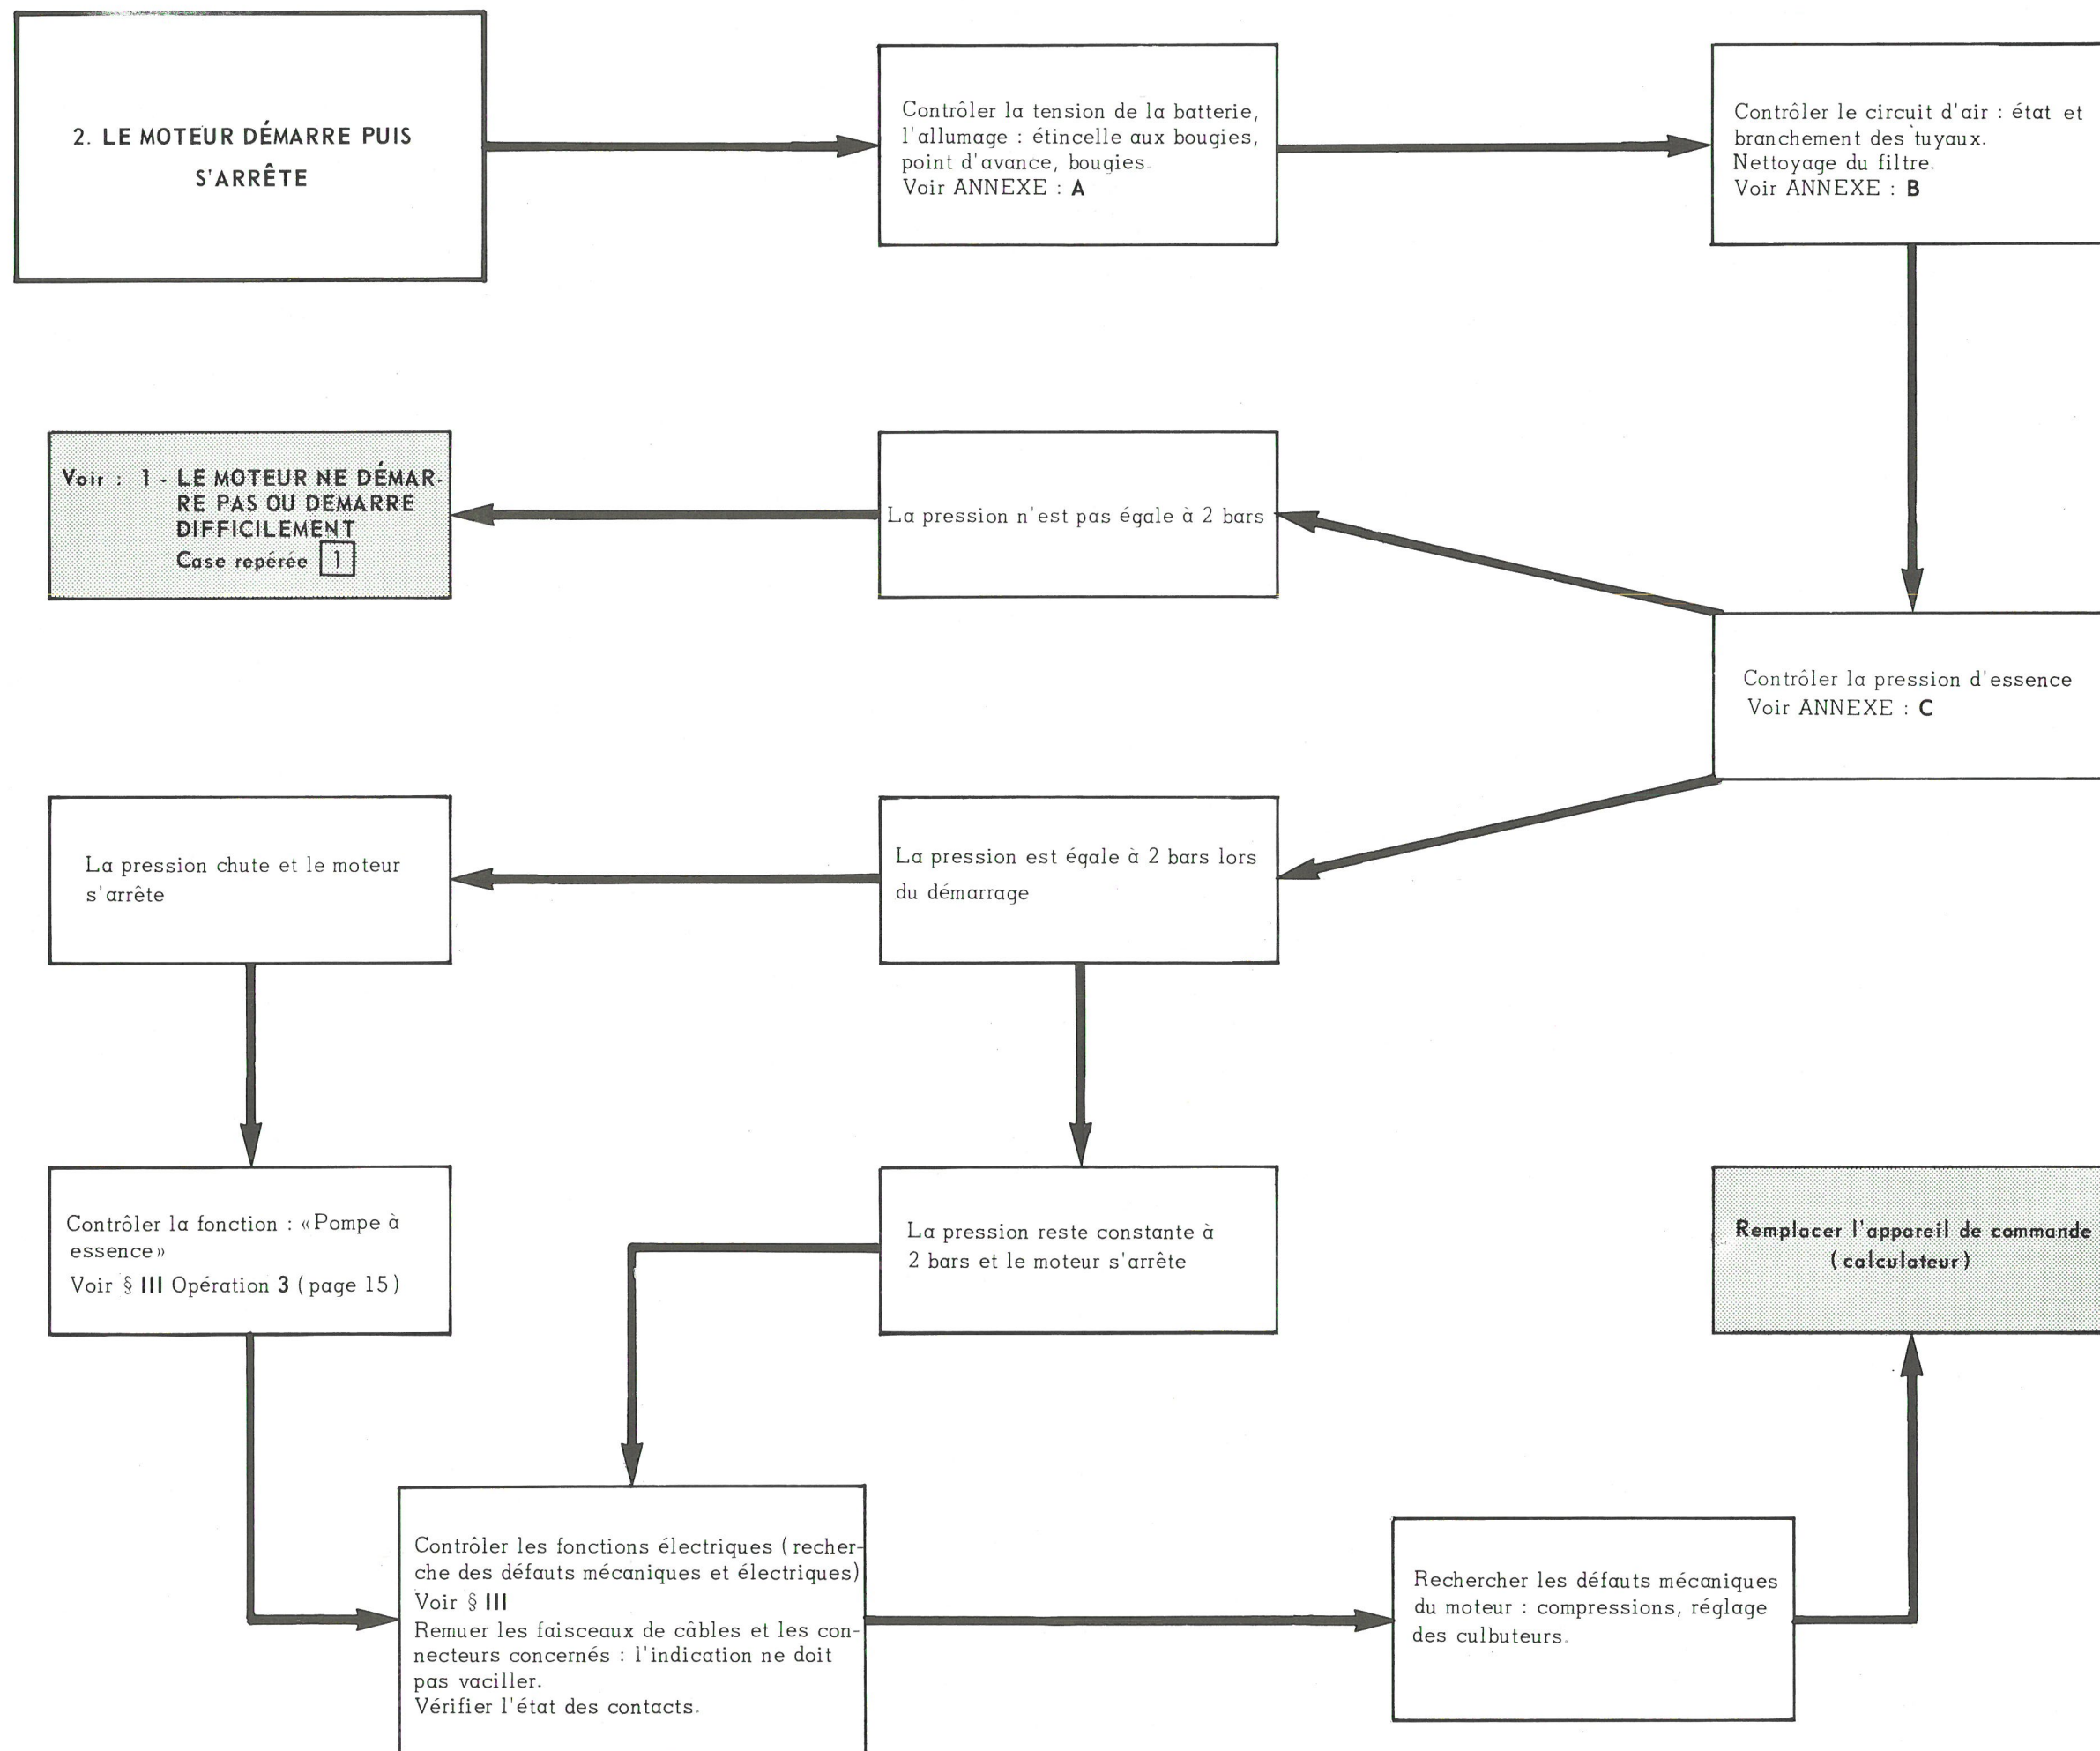 2. LE MOTEUR DÉMARRE PUIS
S'ARRÊTE
Contrôler la tension de la batterie,
l'allumage : étincelle aux bougies,
point d'avance, bougies.
Voir ANNEXE : A
Contrôler le circuit d'air : état et
branchement des tuyaux.
Nettoyage du filtre.
Voir ANNEXE : B
Voir : 1 - LE MOTEUR NE DÉMAR-
RE PAS OU DEMARRE
DIFFICILEMENT
Case repérée 1
La pression n'est pas égale à 2 bars
Contrôler la pression d'essence
Voir ANNEXE : C
La pression chute et le moteur
s'arrête
La pression est égale à 2 bars lors
du démarrage
Contrôler la fonction : «Pompe à
essence»
Voir § III Opération 3 (page 15)
La pression reste constante à
2 bars et le moteur s'arrête
Remplacer l'appareil de commande
(calculateur)
Contrôler les fonctions électriques (recher-
che des défauts mécaniques et électriques)
Voir § III
Remuer les faisceaux de câbles et les con-
necteurs concernés : l'indication ne doit
pas vaciller.
Vérifier l'état des contacts.
Rechercher les défauts mécaniques
du moteur : compressions, réglage
des culbuteurs.